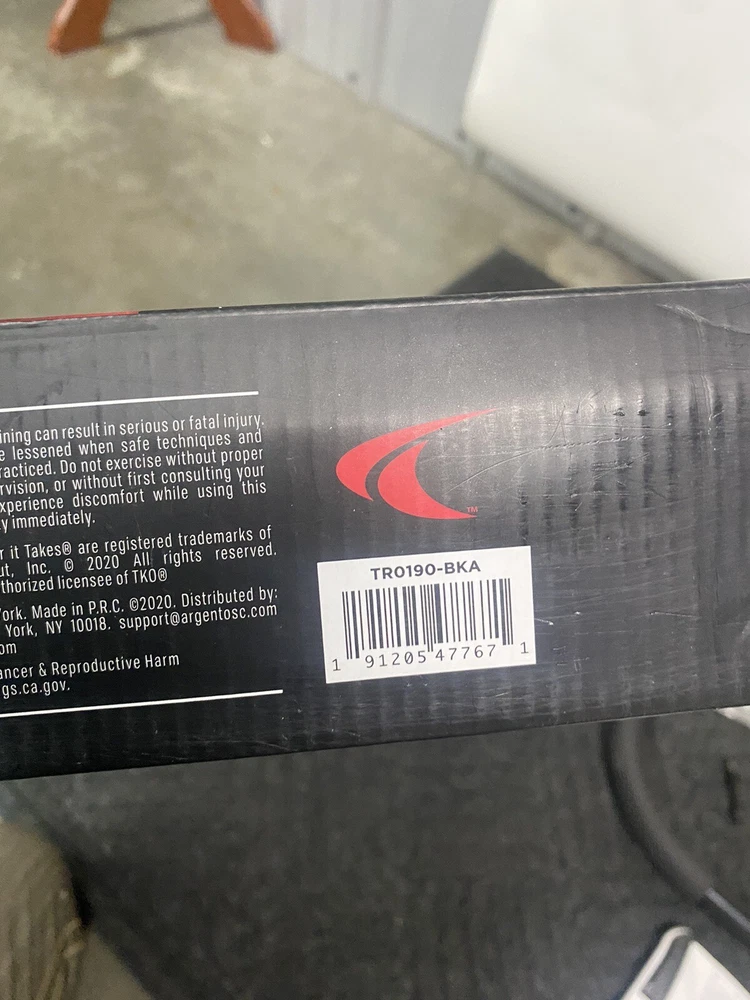 ining can result in serious or fatal injury.
e lessened when safe techniques and
racticed. Do not exercise without proper
rvision, or without first consulting your
xperience discomfort while using this
y immediately.
r it Takes® are registered trademarks of
ut, Inc. © 2020 All rights reserved.
thorized licensee of TKO®
York. Made in P.R.C. ©2020. Distributed by:
York, NY 10018. support@argentosc.com
om
ancer & Reproductive Harm
gs.ca.gov.
TM
TR0190-BKA
1 91205 47767 1